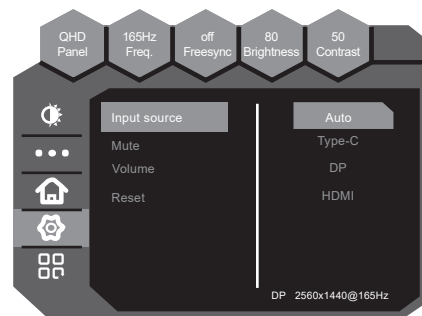 QHD
Panel
165Hz
Freq.
off
Freesync
80
Brightness
50
Contrast
Input source
Mute
Volume
Reset
Auto
Type-C
DP
HDMI
DP 2560x1440@165Hz